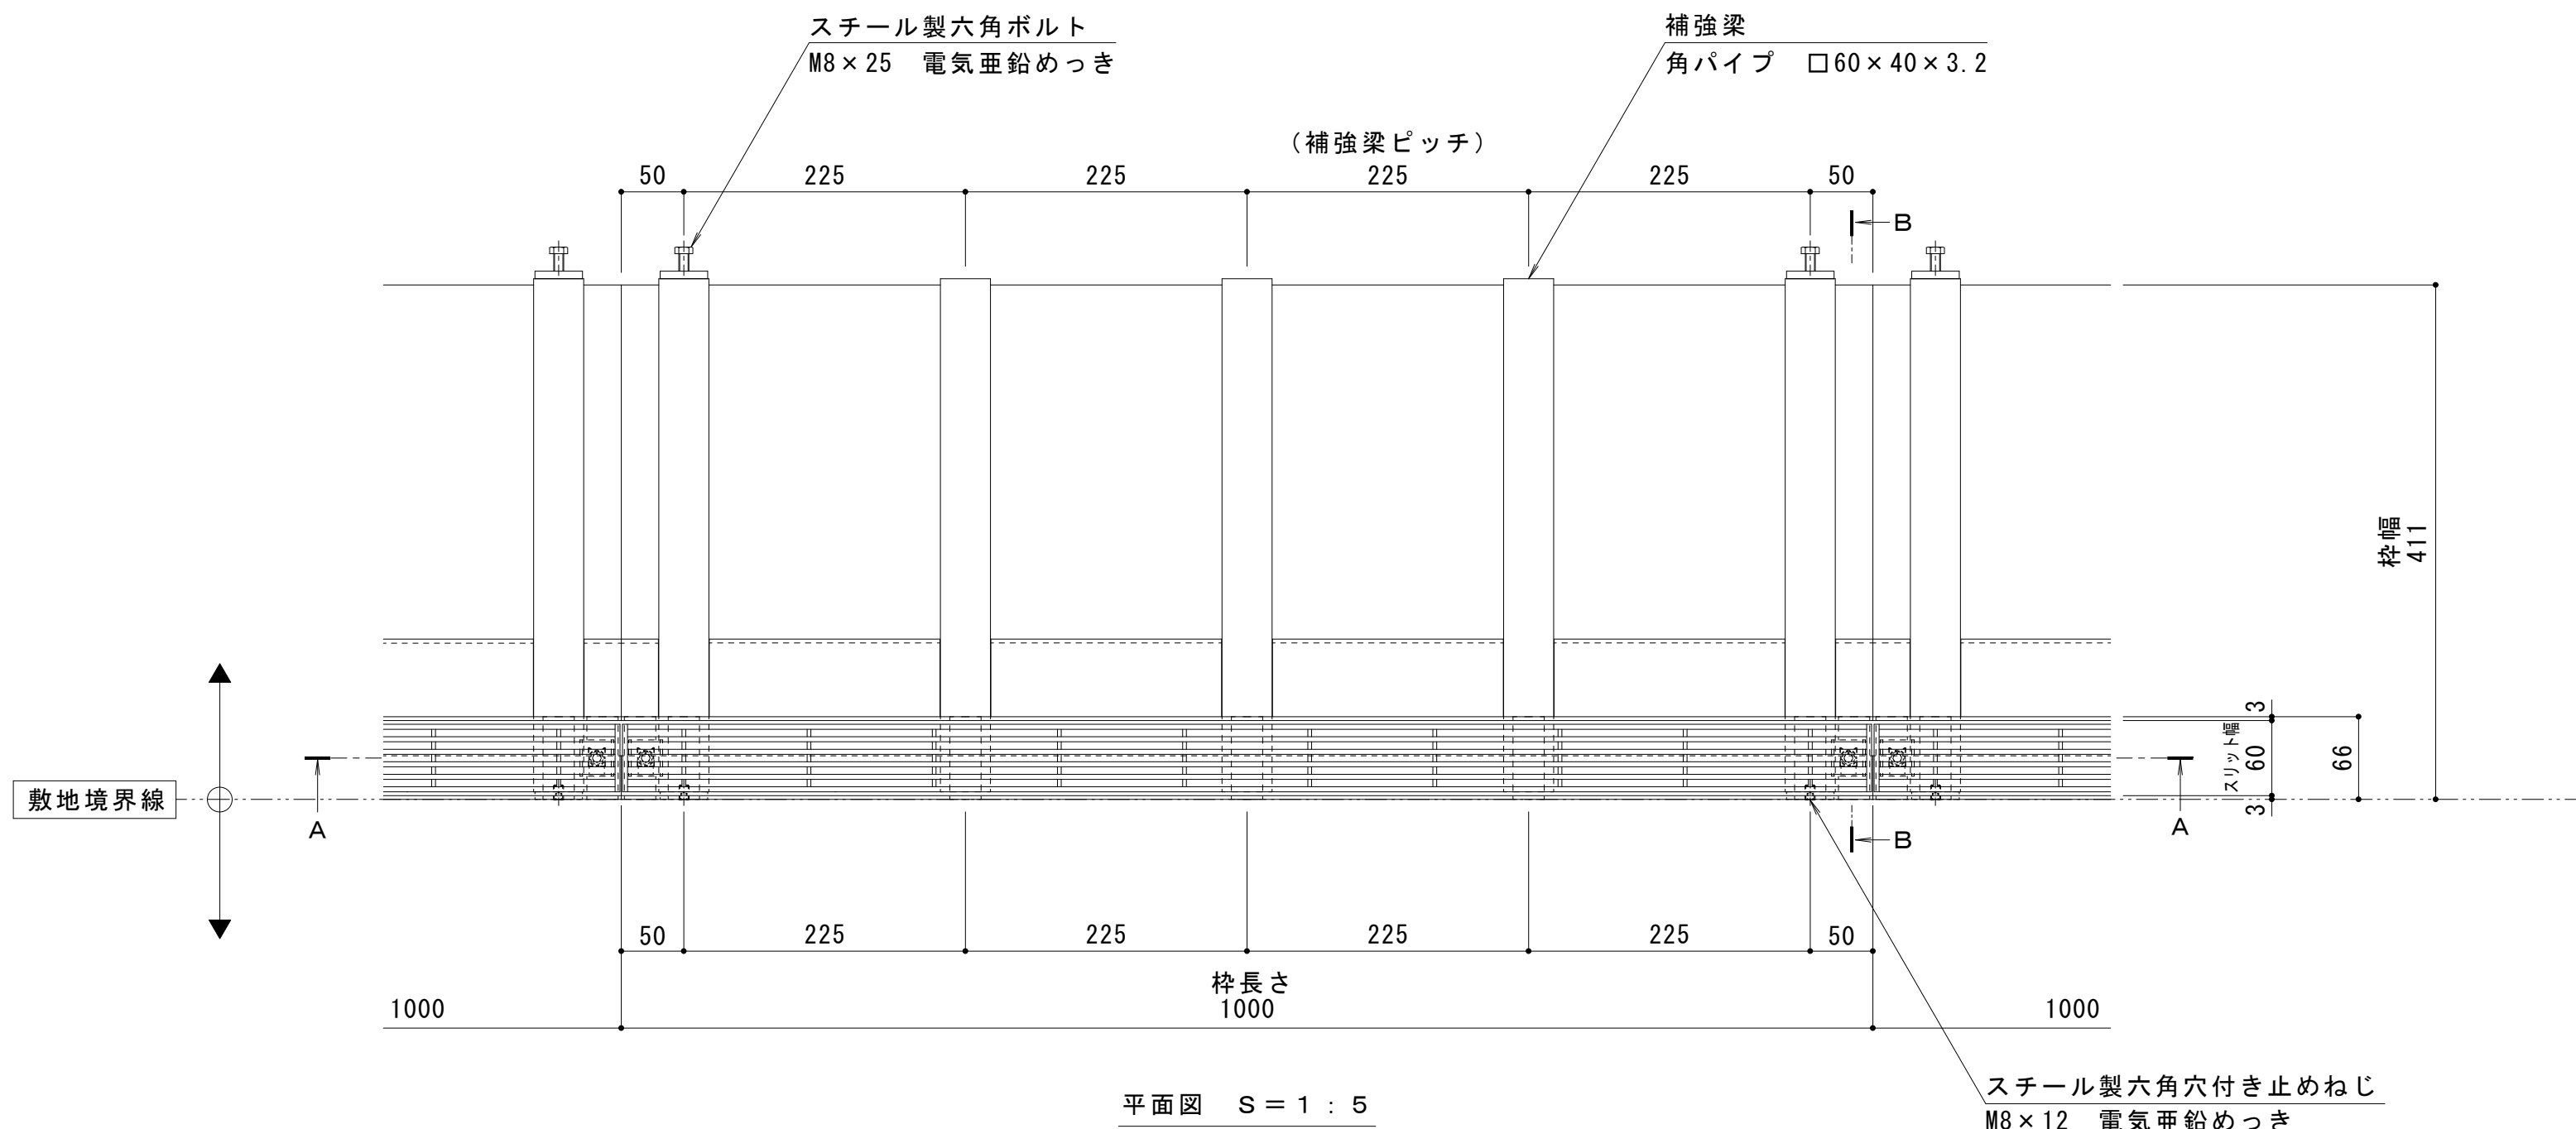 スチール製六角ボルト
M8×25　電気亜鉛めっき
補強梁
角パイプ　□60×40×3.2
（補強梁ピッチ）
50 225 225 225 225 50
B
枠幅
411
3
スリット幅
60
66
3
敷地境界線
A
A
B
50 225 225 225 225 50
枠長さ
1000 1000 1000
平面図　S＝1：5
スチール製六角穴付き止めねじ
M8×12　電気亜鉛めっき